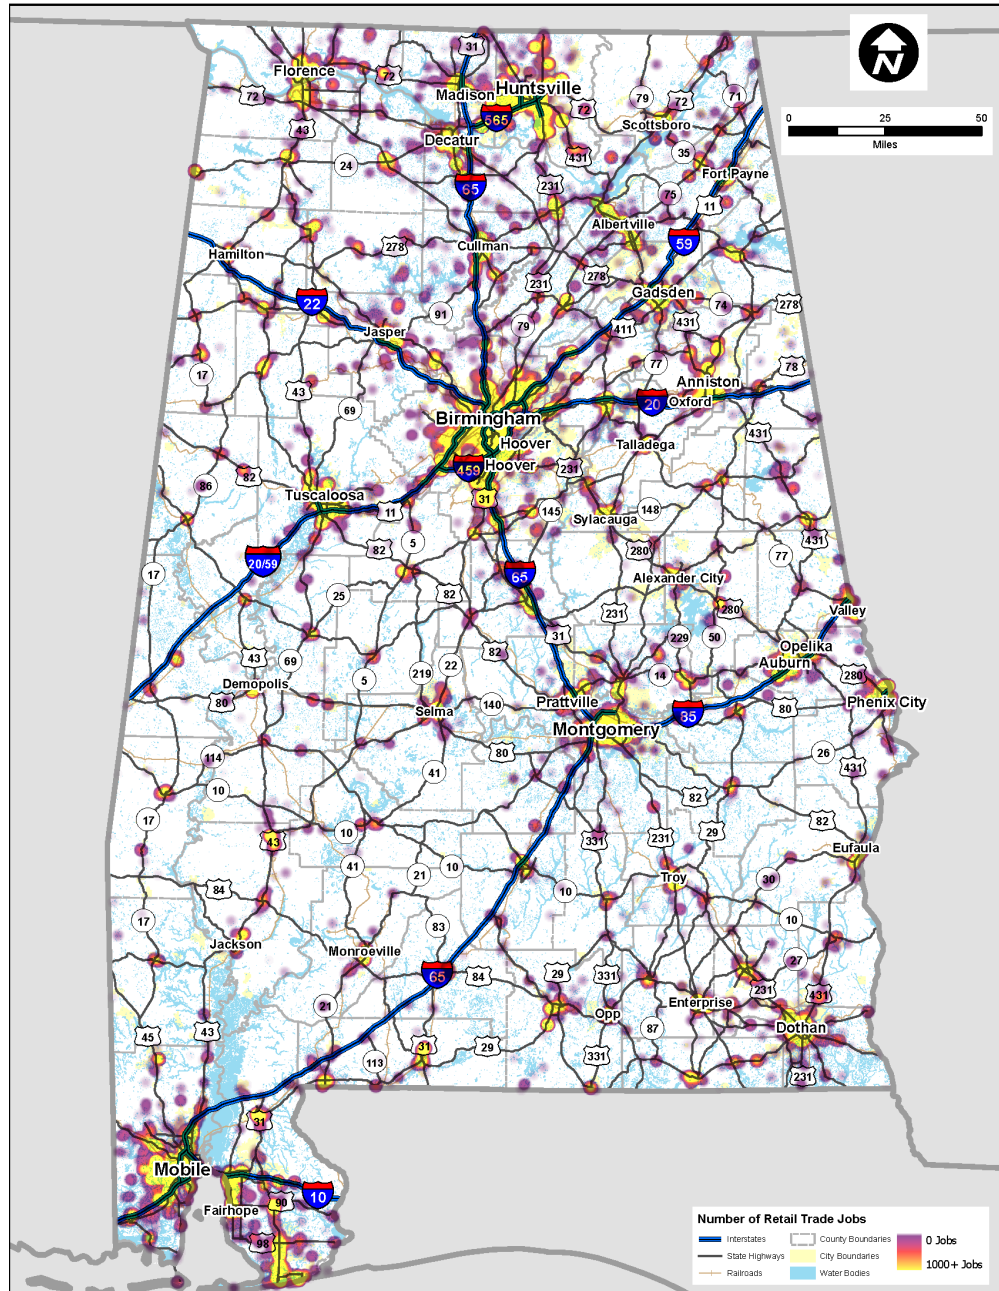 31
Florence
72
Huntsville
Madison
72
79
72
71
72
565
43
Scottsboro
Decatur
431
35
24
Fort Payne
65
231
75
11
Albertville
278
Cullman
59
Hamilton
278
231
Gadsden
22
74
278
91
79
431
411
Jasper
77
78
17
Anniston
43
20
Oxford
69
Birmingham
431
Hoover
Talladega
459
Hoover
231
82
86
Tuscaloosa
31
11
145
148
Sylacauga
431
5
82
280
77
20/59
17
65
Alexander City
25
82
280
Valley
231
31
229
50
Opelika
82
43
69
22
Auburn
219
14
280
5
Demopolis
80
Prattville
Phenix City
140
80
Selma
85
Montgomery
80
114
26
431
41
10
82
17
82
10
29
43
331
231
Eufaula
41
21
10
Troy
30
84
10
17
10
83
Jackson
Monroeville
27
65
84
29
331
231
431
Enterprise
21
Opp
Dothan
87
45
43
31
29
331
113
231
31
Mobile
10
90
Fairhope
98
N
0 25 50
Miles
Number of Retail Trade Jobs
Interstates
County Boundaries
0 Jobs
State Highways
City Boundaries
1000+ Jobs
Railroads
Water Bodies